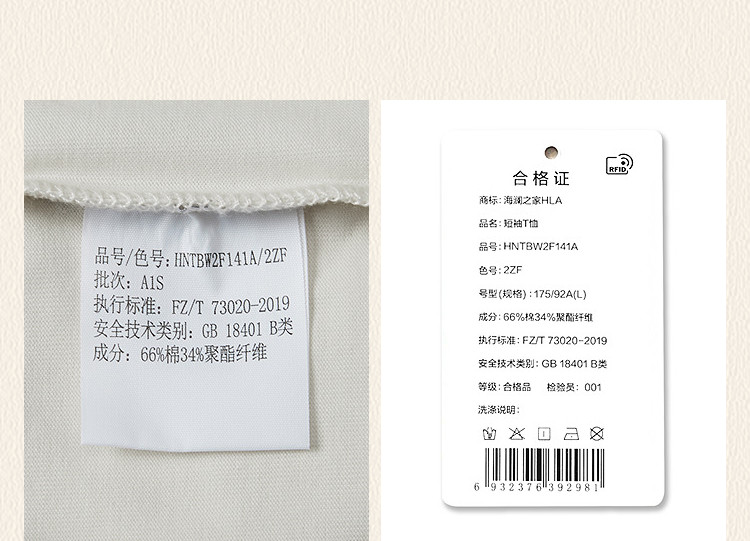 品号/色号: HNTBW2F141A/2ZF
批次: A1S
执行标准: FZ/T 73020-2019
安全技术类别: GB 18401 B类
成分: 66%棉34%聚酯纤维
RFID
合格证
商标: 海澜之家HLA
品名: 短袖T恤
品号: HNTBW2F141A
色号: 2ZF
号型(规格) : 175/92A(L)
成分: 66%棉34%聚酯纤维
执行标准: FZ/T 73020-2019
安全技术类别: GB 18401 B类
等级: 合格品 检验员: 001
洗涤说明:
6 932376 392981